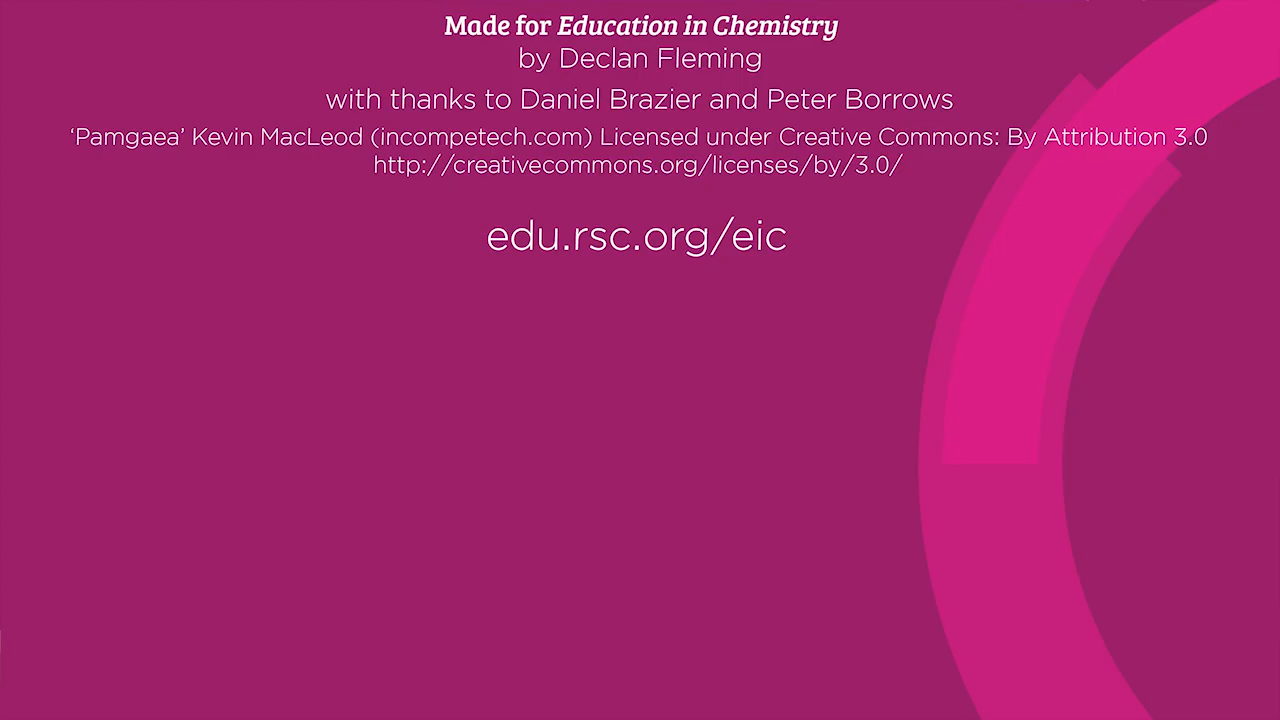 Made for Education in Chemistry
by Declan Fleming
with thanks to Daniel Brazier and Peter Borrows
‘Pamgaea’ Kevin MacLeod (incompetech.com) Licensed under Creative Commons: By Attribution 3.0
http://creativecommons.org/licenses/by/3.0/
edu.rsc.org/eic